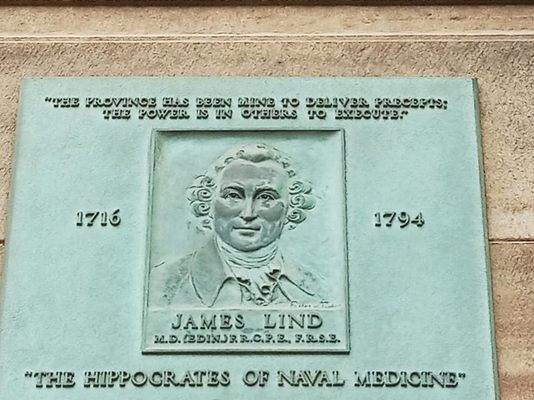 "THE PROVINCE HAS BEEN MINE TO DELIVER PRECEPTS;
THE POWER IS IN OTHERS TO EXECUTE."
1716
1794
JAMES LIND
M.D. (EDIN.) F.R.C.P.E., F.R.S.E.
"THE HIPPOCRATES OF NAVAL MEDICINE"